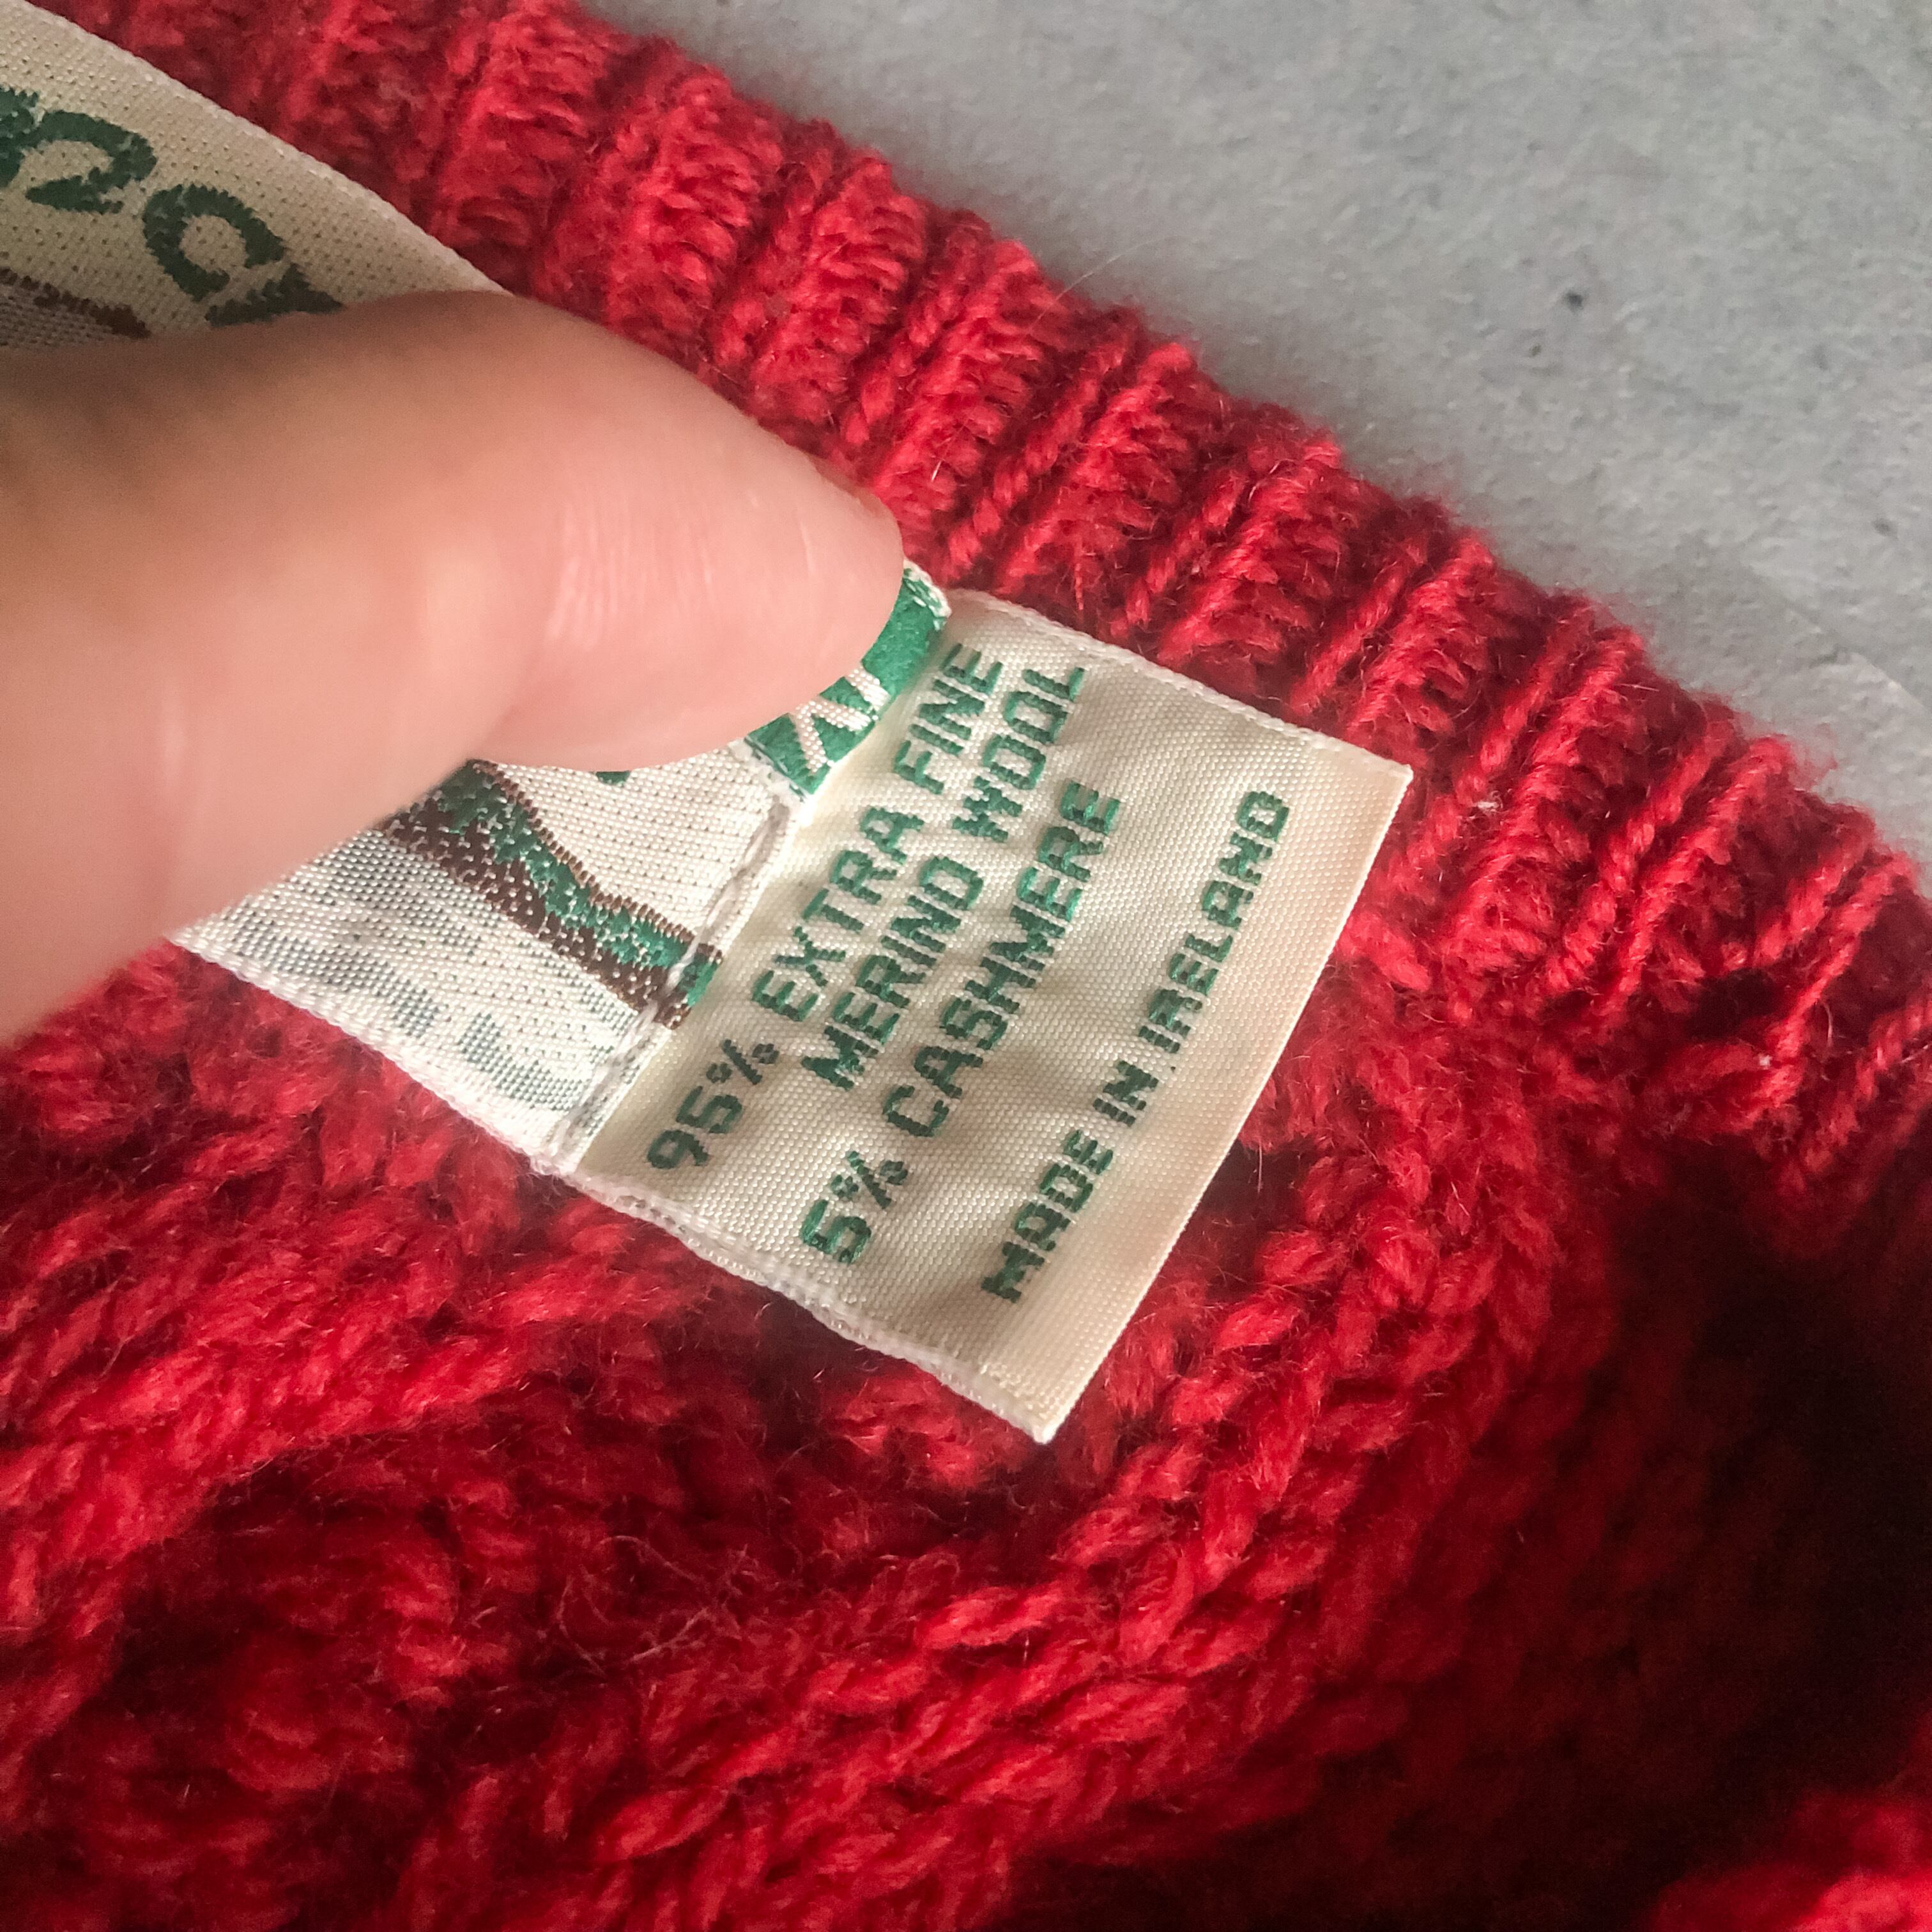 95% EXTRA FINE
MERINO WOOL
5% CASHMERE
MADE IN IRELAND